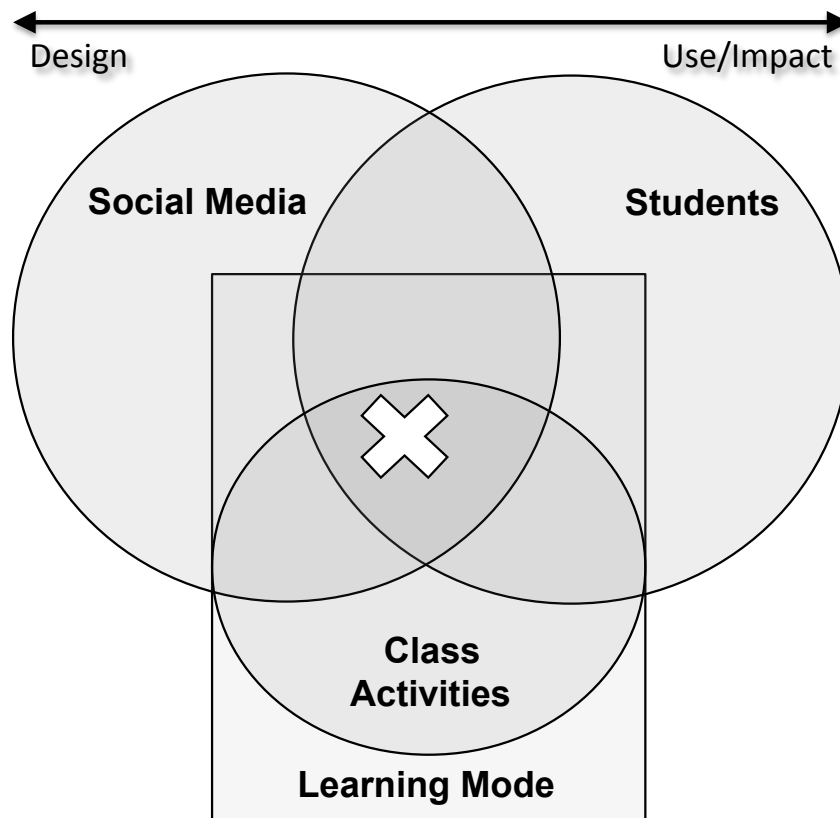 Design
Use/Impact
Social Media
Students
Class
Activities
Learning Mode